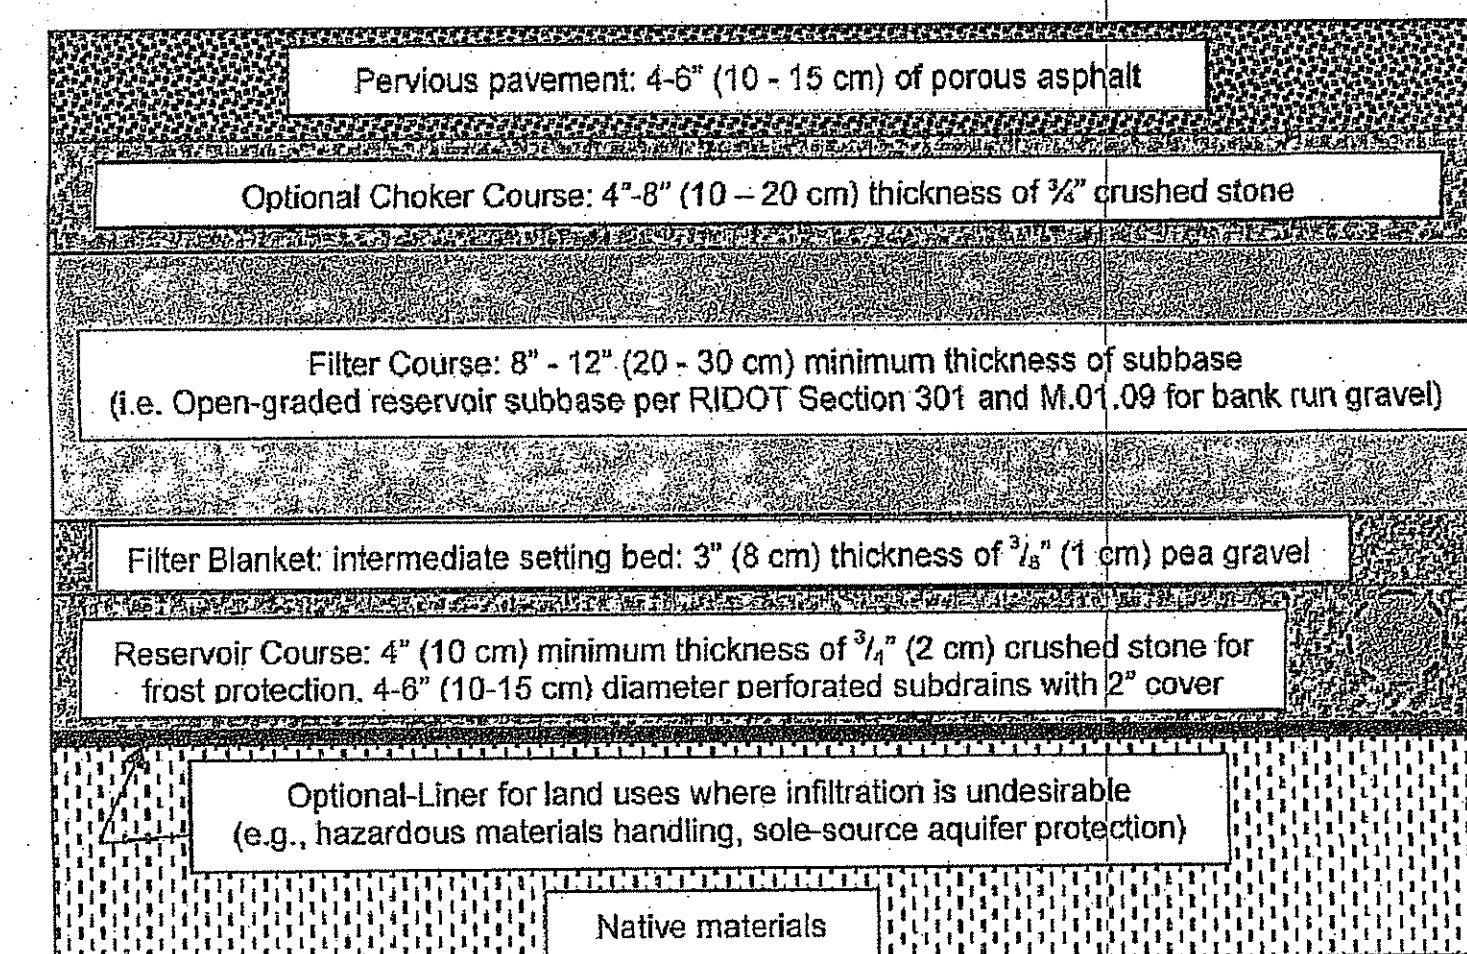 Pervious pavement: 4-6" (10 - 15 cm) of porous asphalt
Optional Choker Course: 4"-8" (10 – 20 cm) thickness of ¾" crushed stone
Filter Course: 8" - 12" (20 - 30 cm) minimum thickness of subbase
(i.e. Open-graded reservoir subbase per RIDOT Section 301 and M.01.09 for bank run gravel)
Filter Blanket: intermediate setting bed: 3" (8 cm) thickness of 3/8" (1 cm) pea gravel
Reservoir Course: 4" (10 cm) minimum thickness of 3/4" (2 cm) crushed stone for
frost protection, 4-6" (10-15 cm) diameter perforated subdrains with 2" cover
Optional-Liner for land uses where infiltration is undesirable
(e.g., hazardous materials handling, sole-source aquifer protection)
Native materials